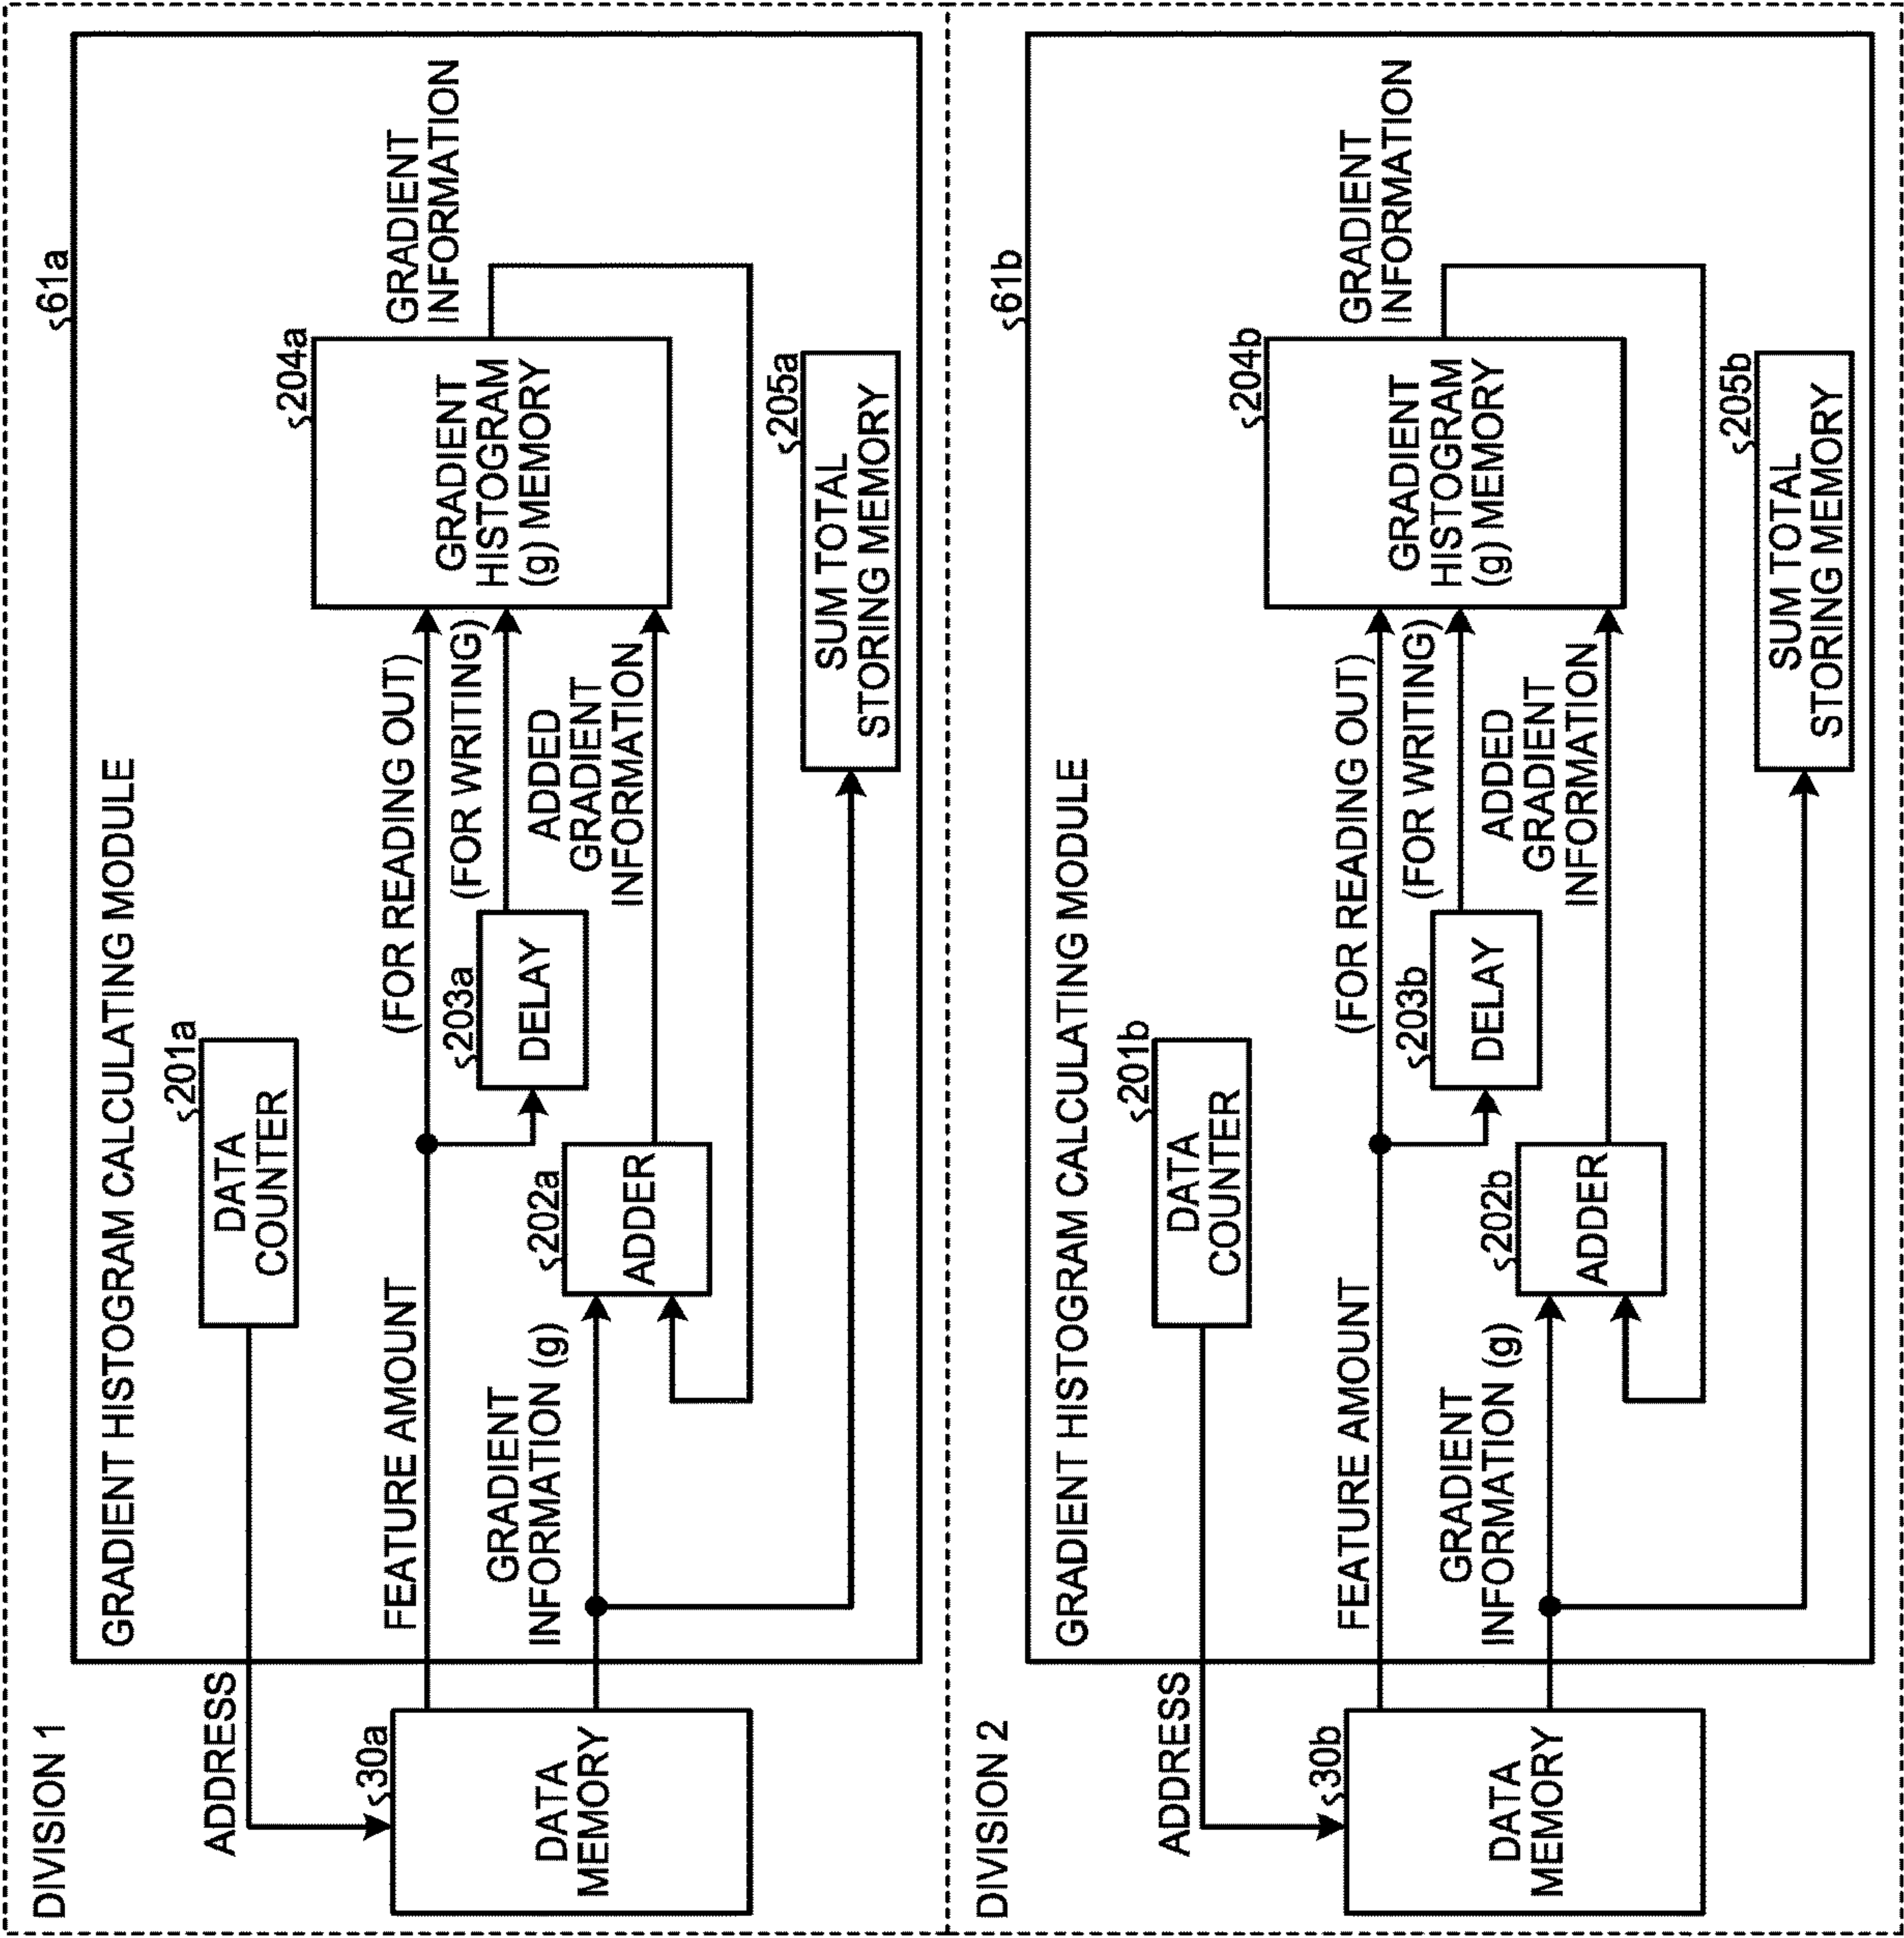 DIVISION 1
GRADIENT HISTOGRAM CALCULATING MODULE
61a
201a
DATA
COUNTER
ADDRESS
30a
DATA
MEMORY
FEATURE AMOUNT
(FOR READING OUT)
203a
DELAY
(FOR WRITING)
204a
GRADIENT
HISTOGRAM
(g) MEMORY
GRADIENT
INFORMATION
GRADIENT
INFORMATION (g)
202a
ADDER
ADDED
GRADIENT
INFORMATION
205a
SUM TOTAL
STORING MEMORY
DIVISION 2
GRADIENT HISTOGRAM CALCULATING MODULE
61b
201b
DATA
COUNTER
ADDRESS
30b
DATA
MEMORY
FEATURE AMOUNT
(FOR READING OUT)
203b
DELAY
(FOR WRITING)
204b
GRADIENT
HISTOGRAM
(g) MEMORY
GRADIENT
INFORMATION
GRADIENT
INFORMATION (g)
202b
ADDER
ADDED
GRADIENT
INFORMATION
205b
SUM TOTAL
STORING MEMORY